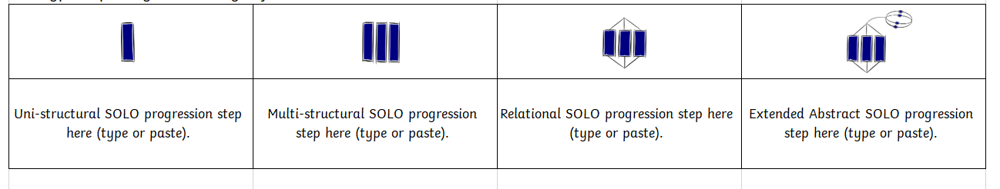 Uni-structural SOLO progression step
here (type or paste).
Multi-structural SOLO progression
step here (type or paste).
Relational SOLO progression step here
(type or paste).
Extended Abstract SOLO progression
step here (type or paste).